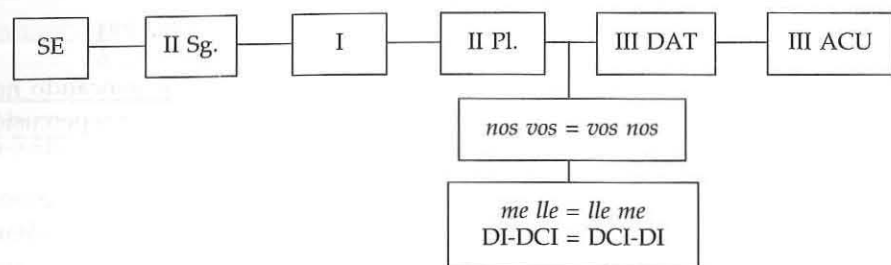 SE II Sg. I II Pl. III DAT III ACU
nos vos = vos nos
me lle = lle me
DI-DCI = DCI-DI